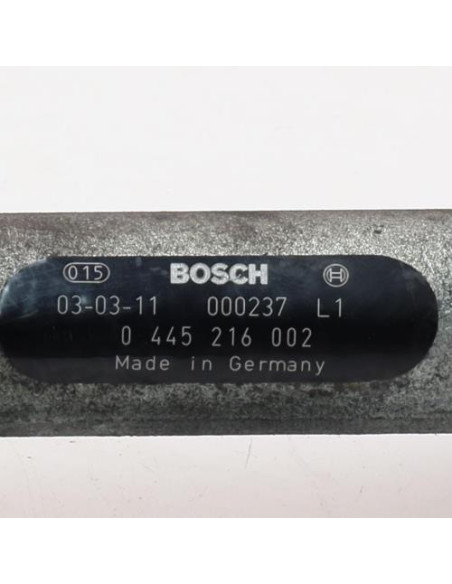 015 BOSCH
03-03-11 000237 L1
0 445 216 002
Made in Germany